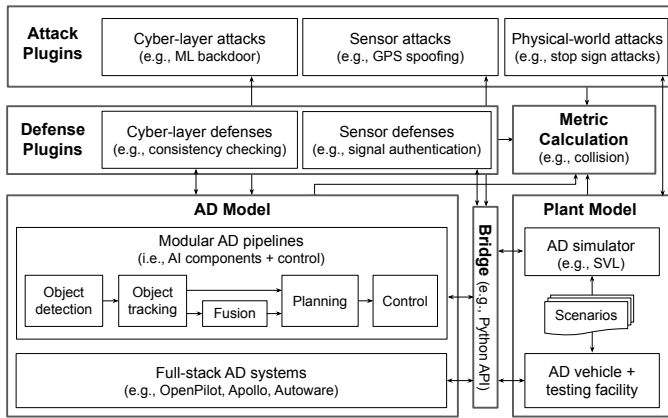 Attack
Plugins
Cyber-layer attacks
(e.g., ML backdoor)
Sensor attacks
(e.g., GPS spoofing)
Physical-world attacks
(e.g., stop sign attacks)
Defense
Plugins
Cyber-layer defenses
(e.g., consistency checking)
Sensor defenses
(e.g., signal authentication)
Metric
Calculation
(e.g., collision)
AD Model
Modular AD pipelines
(i.e., AI components + control)
Object
detection
Object
tracking
Fusion
Planning
Control
Full-stack AD systems
(e.g., OpenPilot, Apollo, Autoware)
Bridge (e.g., Python API)
Plant Model
AD simulator
(e.g., SVL)
Scenarios
AD vehicle +
testing facility